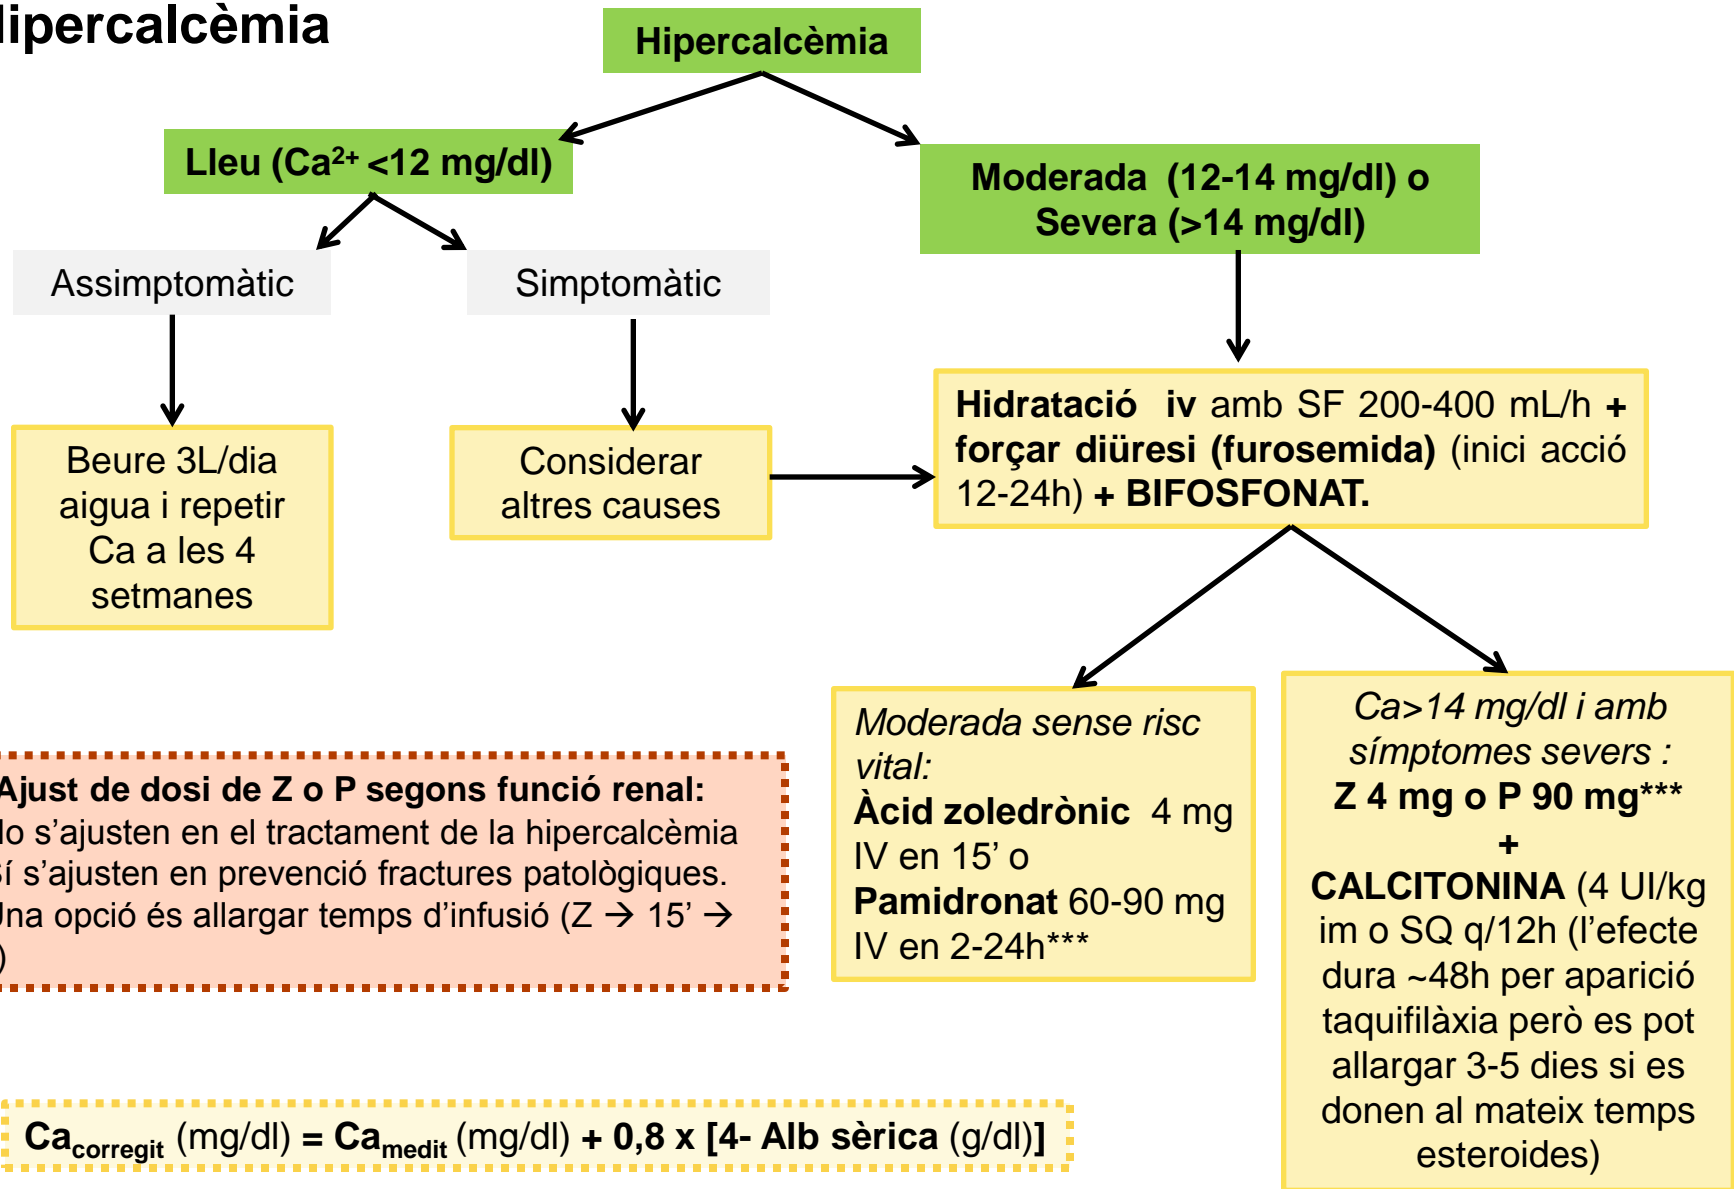 Hipercalcèmia
Hipercalcèmia
Lleu (Ca2+ <12 mg/dl)
Moderada (12-14 mg/dl) o
Severa (>14 mg/dl)
Assimptomàtic
Simptomàtic
Beure 3L/dia
aigua i repetir
Ca a les 4
setmanes
Considerar
altres causes
Hidratació iv amb SF 200-400 mL/h +
forçar diüresi (furosemida) (inici acció
12-24h) + BIFOSFONAT.
Moderada sense risc
vital:
Àcid zoledrònic 4 mg
IV en 15’ o
Pamidronat 60-90 mg
IV en 2-24h***
Ca>14 mg/dl i amb
símptomes severs :
Z 4 mg o P 90 mg***
+
CALCITONINA (4 UI/kg
im o SQ q/12h (l’efecte
dura ~48h per aparició
taquifilàxia però es pot
allargar 3-5 dies si es
donen al mateix temps
esteroides)
Ajust de dosi de Z o P segons funció renal:
No s’ajusten en el tractament de la hipercalcèmia
Sí s’ajusten en prevenció fractures patològiques.
Una opció és allargar temps d’infusió (Z → 15’ →
)
Ca corregit (mg/dl) = Ca medit (mg/dl) + 0,8 x [4- Alb sèrica (g/dl)]